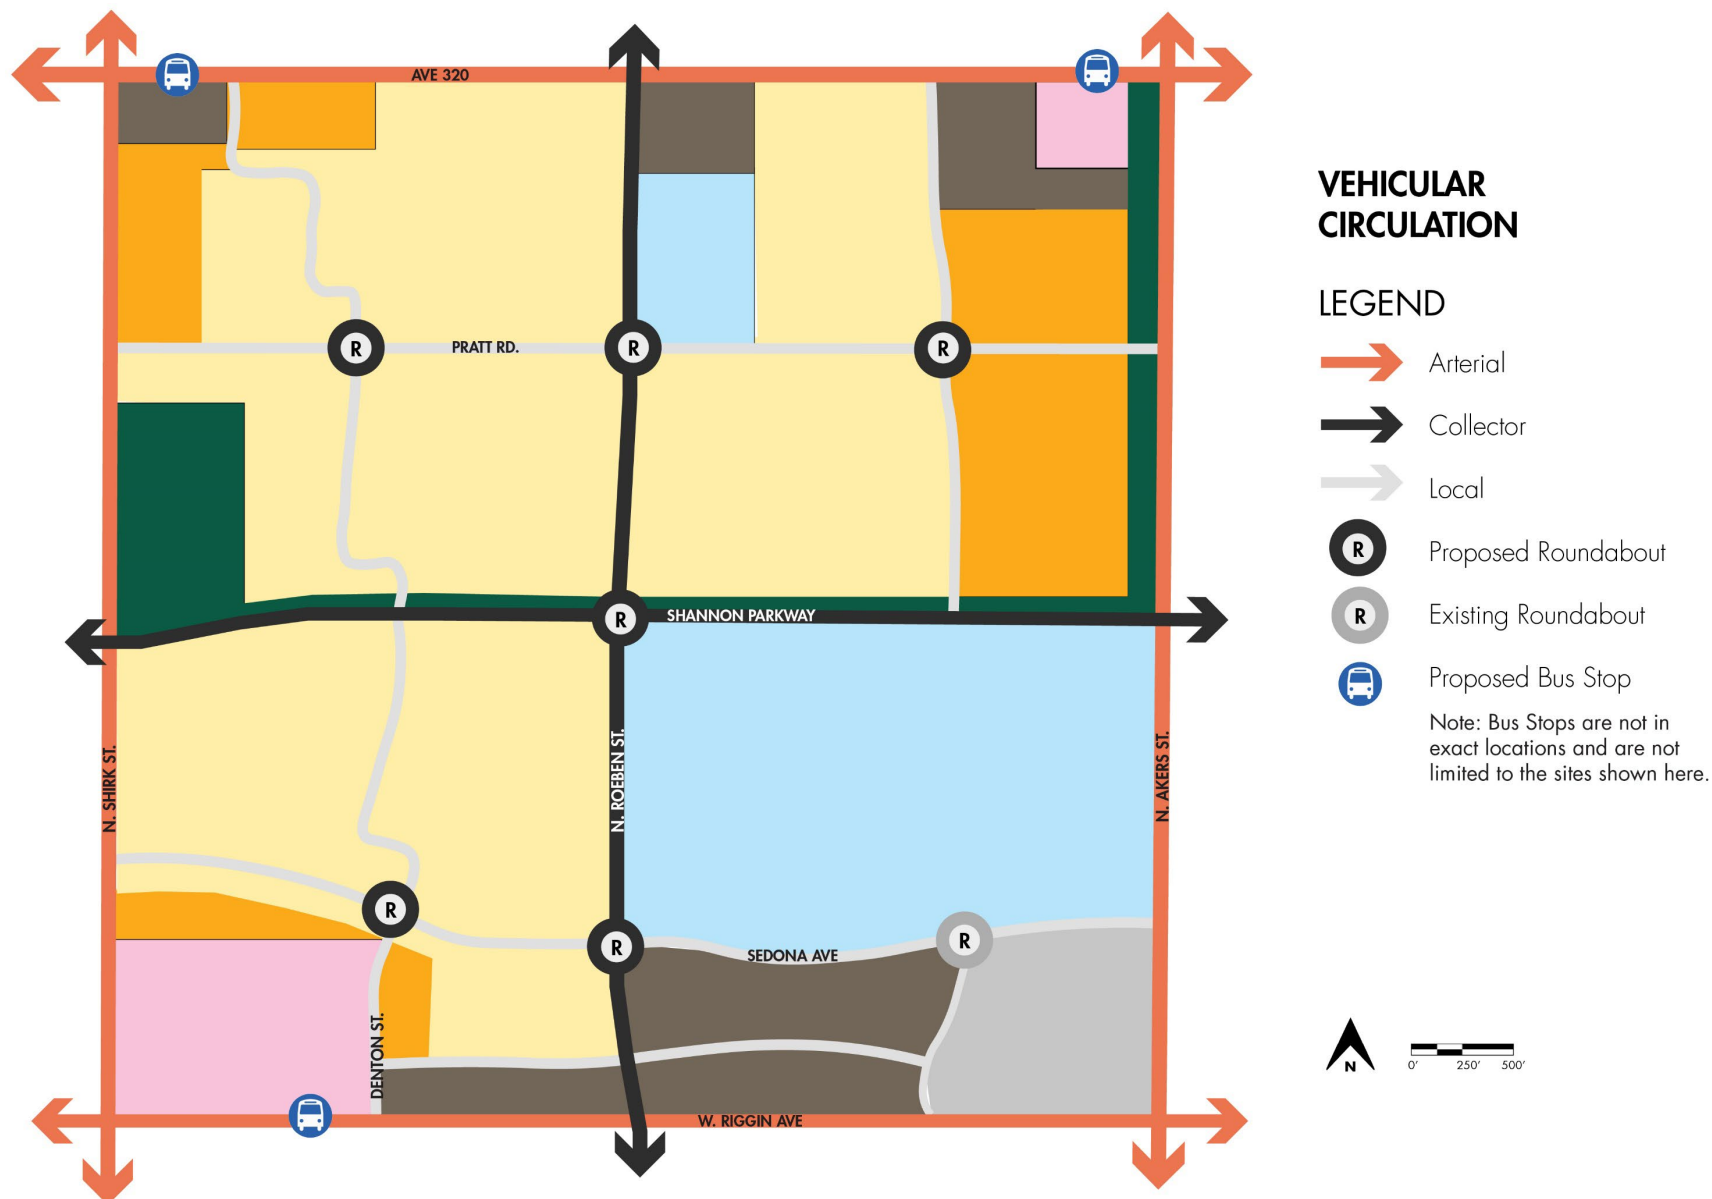 AVE 320
PRATT RD.
R
R
R
R
SHANNON PARKWAY
N. SHIRK ST.
N. ROEBEN ST.
N. AKERS ST.
R
R
SEDONA AVE
R
DENTON ST.
W. RIGGIN AVE
VEHICULAR
CIRCULATION
LEGEND
Arterial
Collector
Local
R
Proposed Roundabout
R
Existing Roundabout
Proposed Bus Stop
Note: Bus Stops are not in
exact locations and are not
limited to the sites shown here.
N
0' 250' 500'